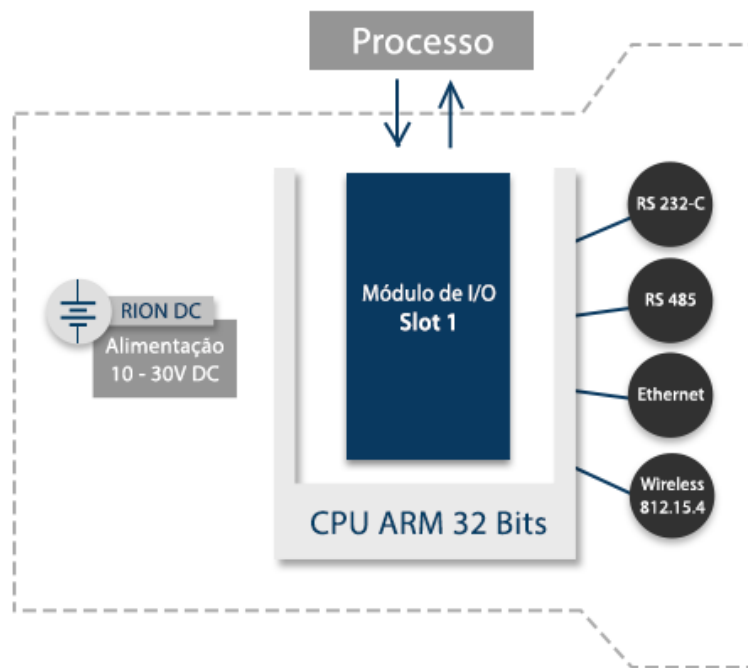 Processo
RS 232-C
Módulo de I/O
Slot 1
RS 485
RION DC
Alimentação
10 - 30V DC
Ethernet
Wireless
812.15.4
CPU ARM 32 Bits